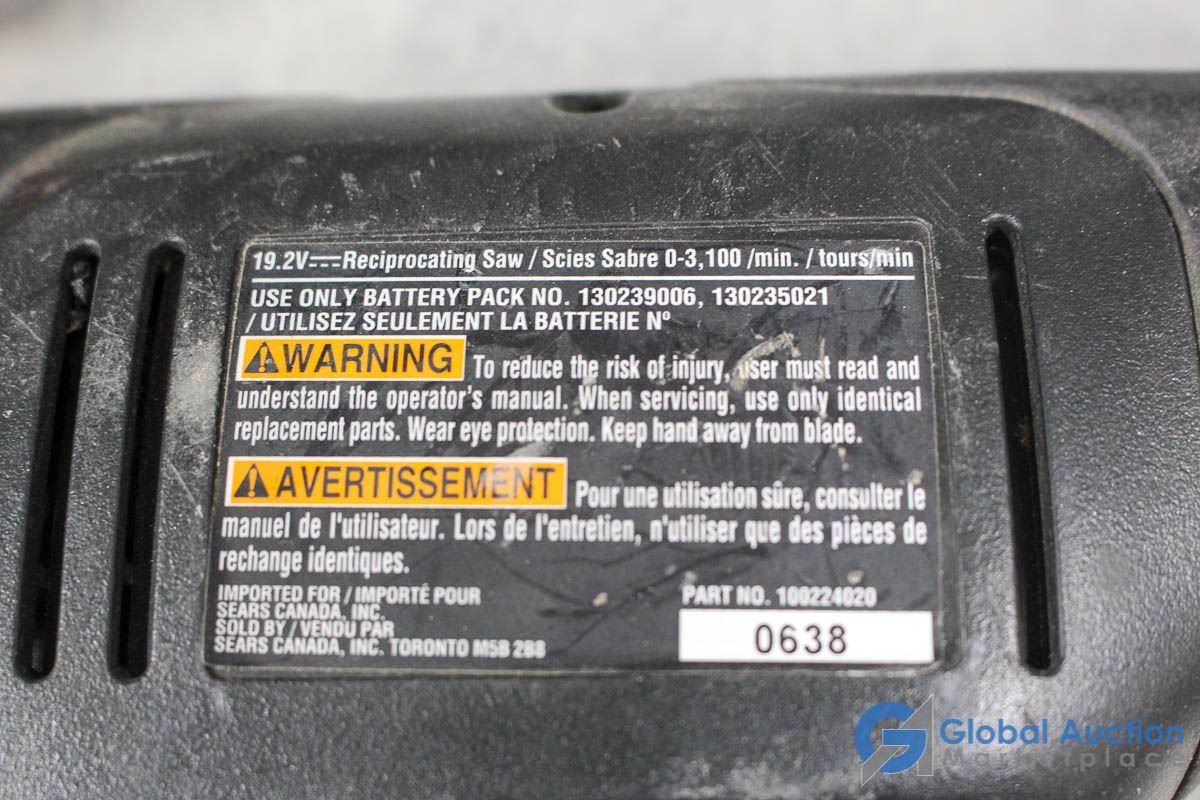 19.2V⎓Reciprocating Saw / Scies Sabre 0-3,100 /min. / tours/min
USE ONLY BATTERY PACK NO. 130239006, 130235021
/ UTILISEZ SEULEMENT LA BATTERIE Nº
⚠WARNING To reduce the risk of injury, user must read and
understand the operator's manual. When servicing, use only identical
replacement parts. Wear eye protection. Keep hand away from blade.
⚠AVERTISSEMENT Pour une utilisation sûre, consulter le
manuel de l'utilisateur. Lors de l'entretien, n'utiliser que des pièces de
rechange identiques.
IMPORTED FOR / IMPORTÉ POUR
SEARS CANADA, INC.
SOLD BY / VENDU PAR
SEARS CANADA, INC. TORONTO M5B 2B8
PART NO. 100224020
0638
Global Auction
Marketplace